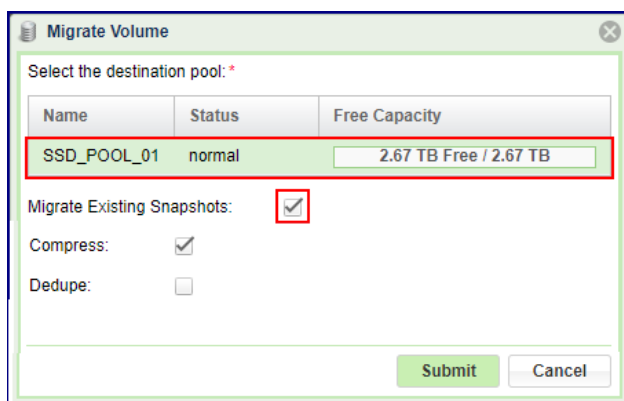 Migrate Volume
Select the destination pool: *
Name Status Free Capacity
SSD_POOL_01 normal 2.67 TB Free / 2.67 TB
Migrate Existing Snapshots:
Compress:
Dedupe:
Submit Cancel